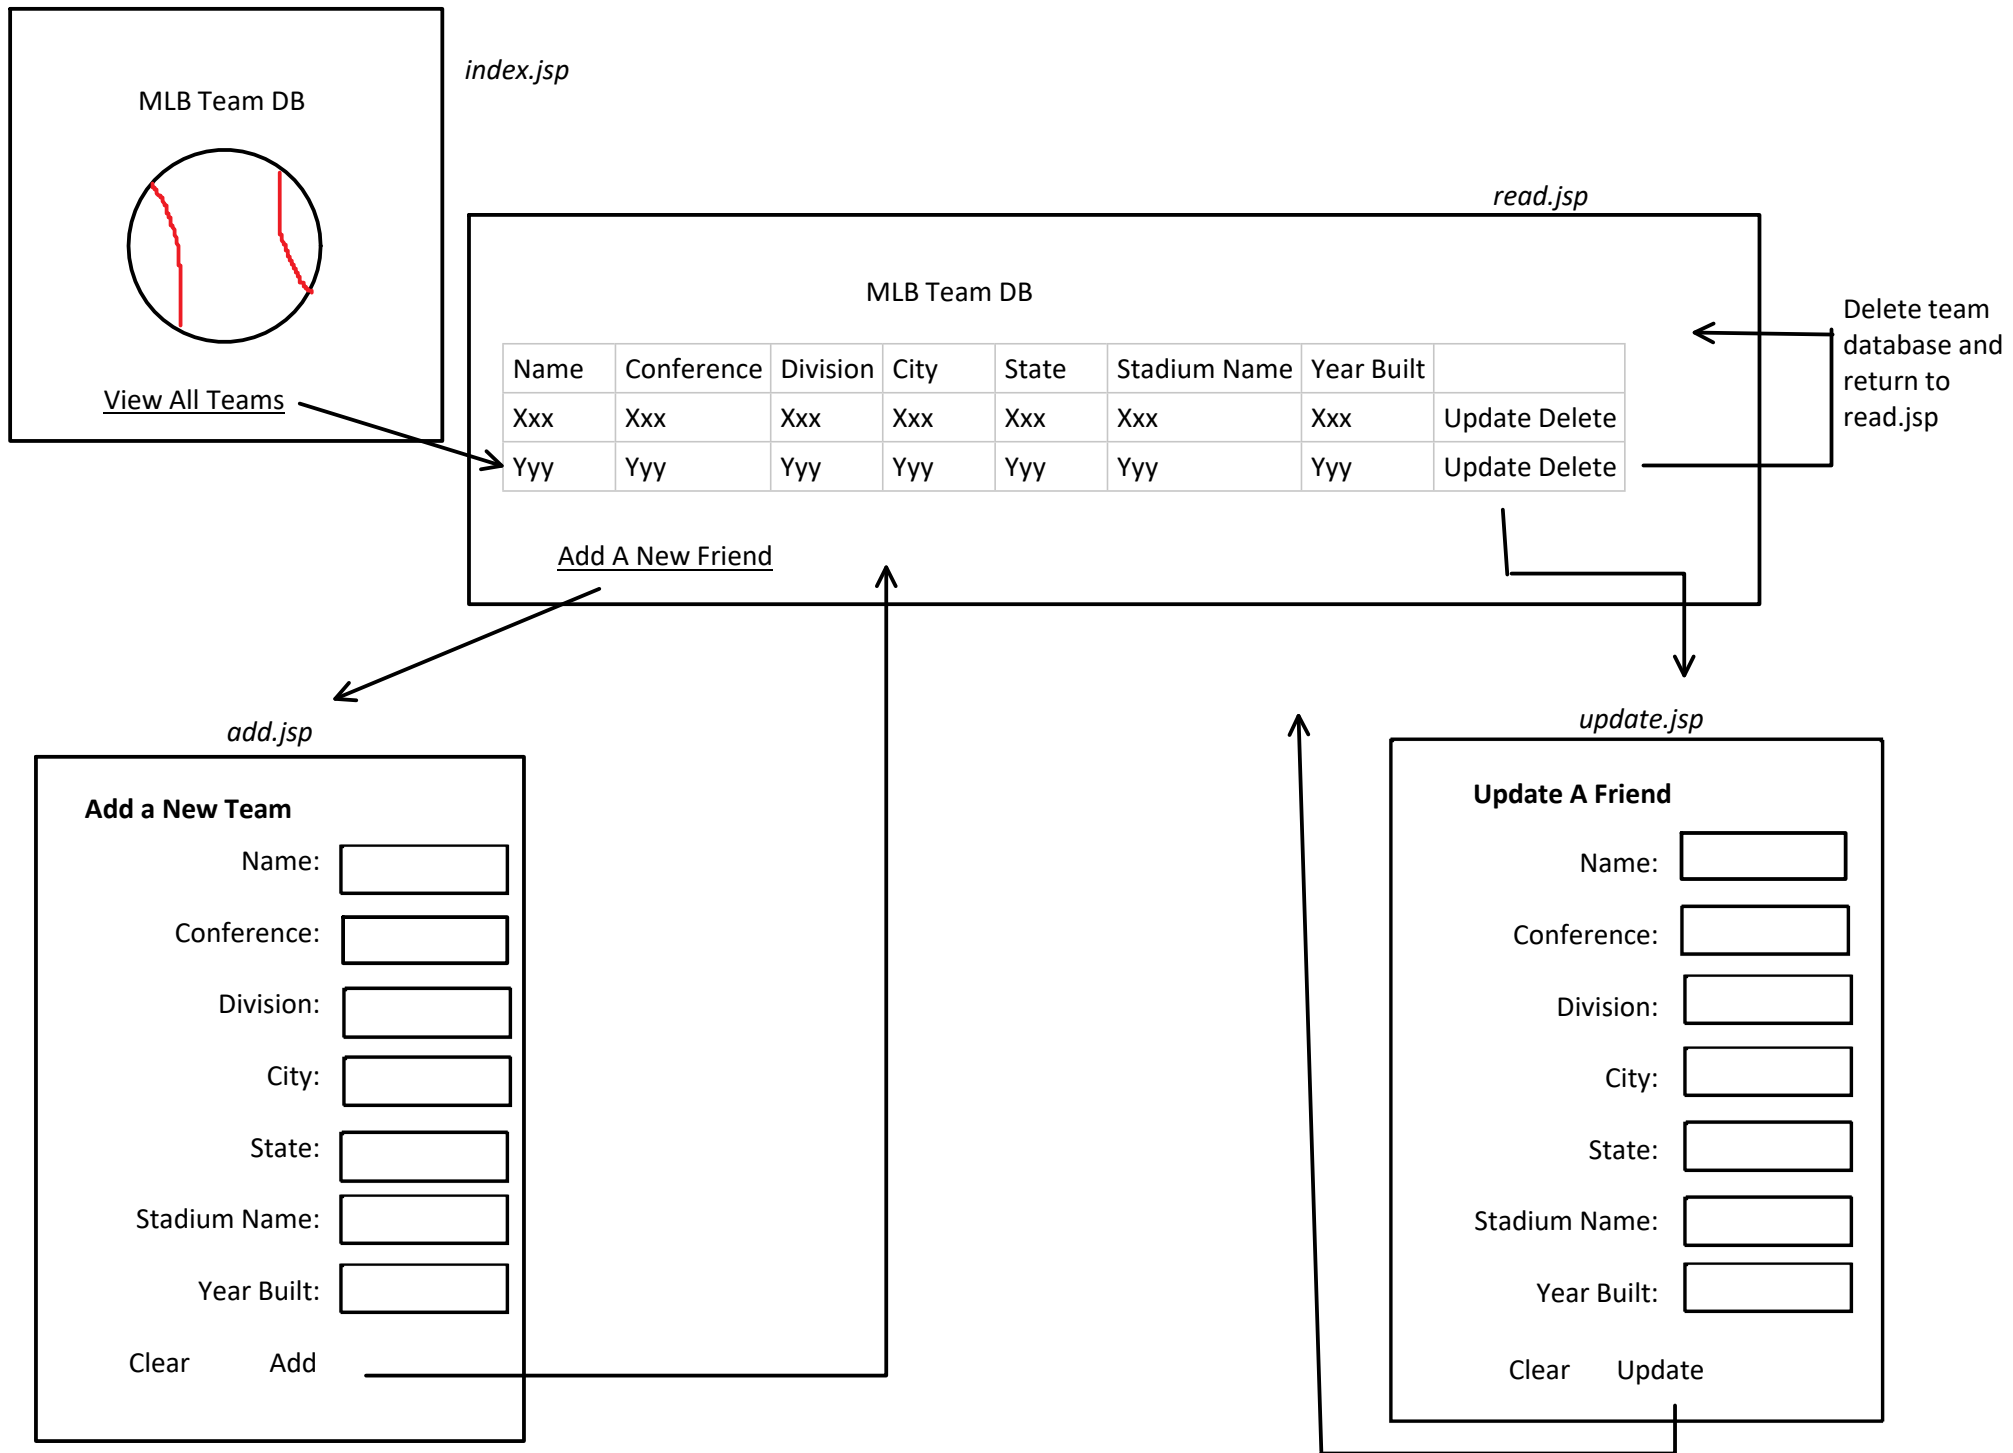 index.jsp
MLB Team DB
View All Teams
read.jsp
MLB Team DB
Name Conference Division City State Stadium Name Year Built
Xxx Xxx Xxx Xxx Xxx Xxx Xxx Update Delete
Yyy Yyy Yyy Yyy Yyy Yyy Yyy Update Delete
Add A New Friend
Delete team
database and
return to
read.jsp
add.jsp
Add a New Team
Name:
Conference:
Division:
City:
State:
Stadium Name:
Year Built:
Clear Add
update.jsp
Update A Friend
Name:
Conference:
Division:
City:
State:
Stadium Name:
Year Built:
Clear Update